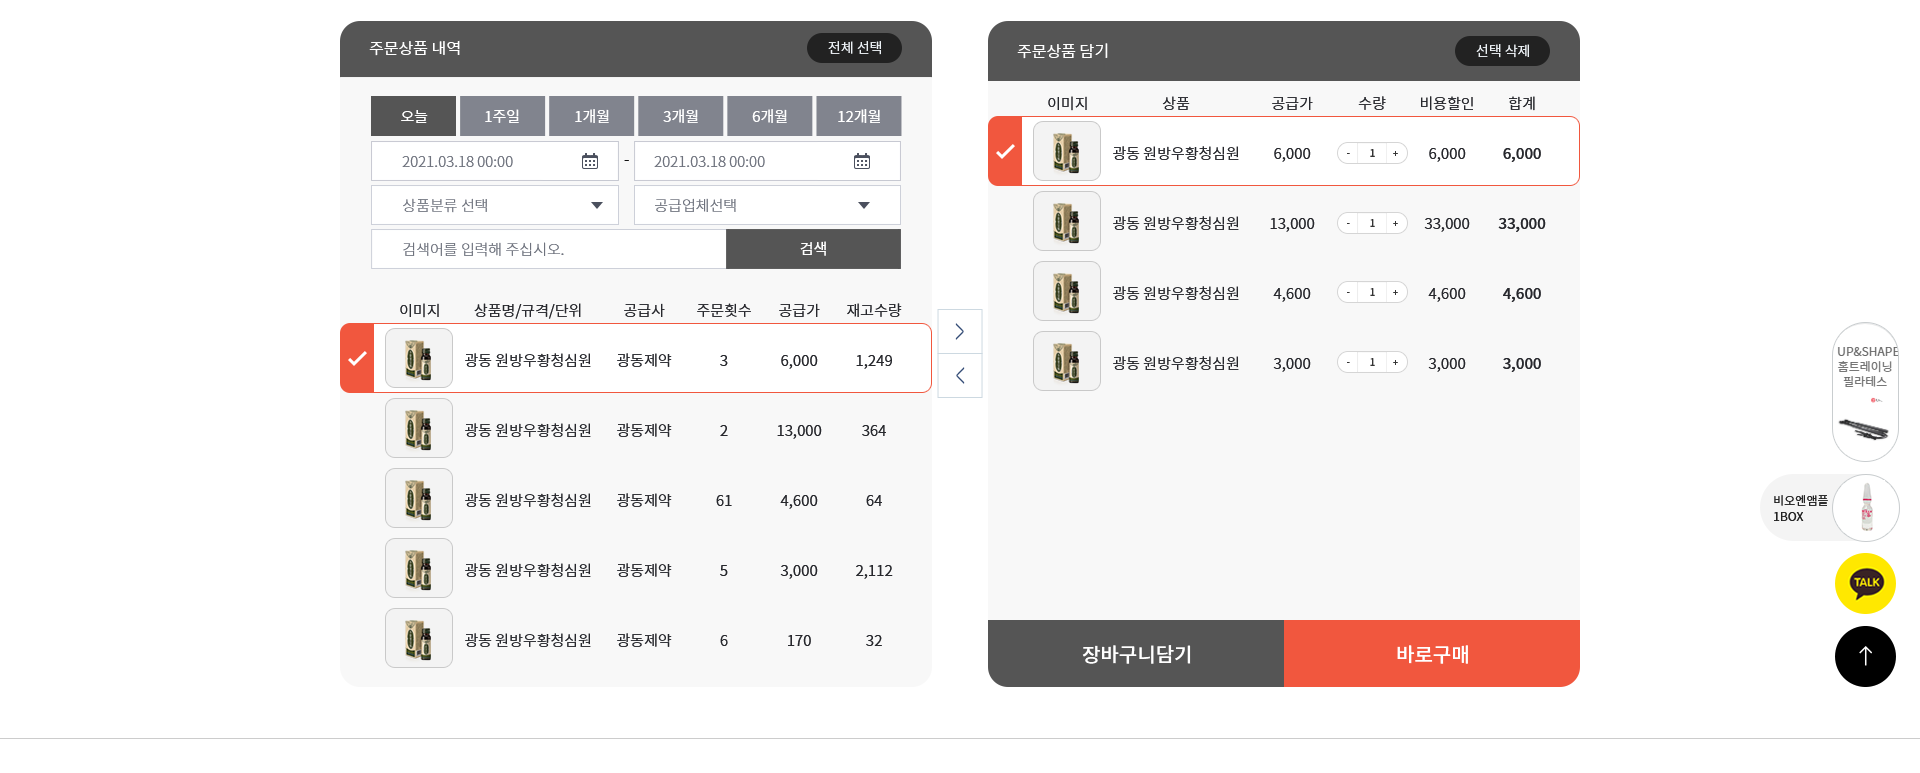 주문상품 내역
전체 선택
오늘 1주일 1개월 3개월 6개월 12개월
2021.03.18 00:00 - 2021.03.18 00:00
상품분류 선택 공급업체선택
검색어를 입력해 주십시오. 검색
이미지 상품명/규격/단위 공급사 주문횟수 공급가 재고수량
광동 원방우황청심원 광동제약 3 6,000 1,249
광동 원방우황청심원 광동제약 2 13,000 364
광동 원방우황청심원 광동제약 61 4,600 64
광동 원방우황청심원 광동제약 5 3,000 2,112
광동 원방우황청심원 광동제약 6 170 32
주문상품 담기
선택 삭제
이미지 상품 공급가 수량 비용할인 합계
광동 원방우황청심원 6,000 - 1 + 6,000 6,000
광동 원방우황청심원 13,000 - 1 + 33,000 33,000
광동 원방우황청심원 4,600 - 1 + 4,600 4,600
광동 원방우황청심원 3,000 - 1 + 3,000 3,000
장바구니담기 바로구매
UP&SHAPE
홈트레이닝
필라테스
비오엔앰플
1BOX
TALK